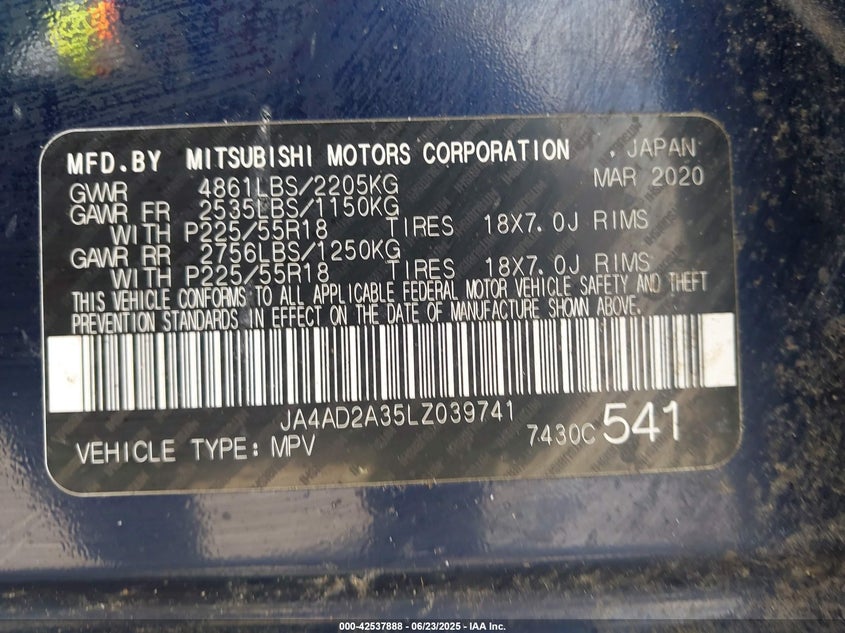 MFD.BY MITSUBISHI MOTORS CORPORATION . JAPAN
GWWR 4861LBS/2205KG MAR 2020
GAWR FR 2535LBS/1150KG
WITH P225/55R18 TIRES 18X7.0J RIMS
GAWR RR 2756LBS/1250KG
WITH P225/55R18 TIRES 18X7.0J RIMS
THIS VEHICLE CONFORMS TO ALL APPLICABLE FEDERAL MOTOR VEHICLE SAFETY AND THEFT
PREVENTION STANDARDS IN EFFECT ON THE DATE OF MANUFACTURE SHOWN ABOVE.
JA4AD2A35LZ039741
VEHICLE TYPE: MPV 7430C 541
000-42537888 - 06/23/2025 - IAA Inc.